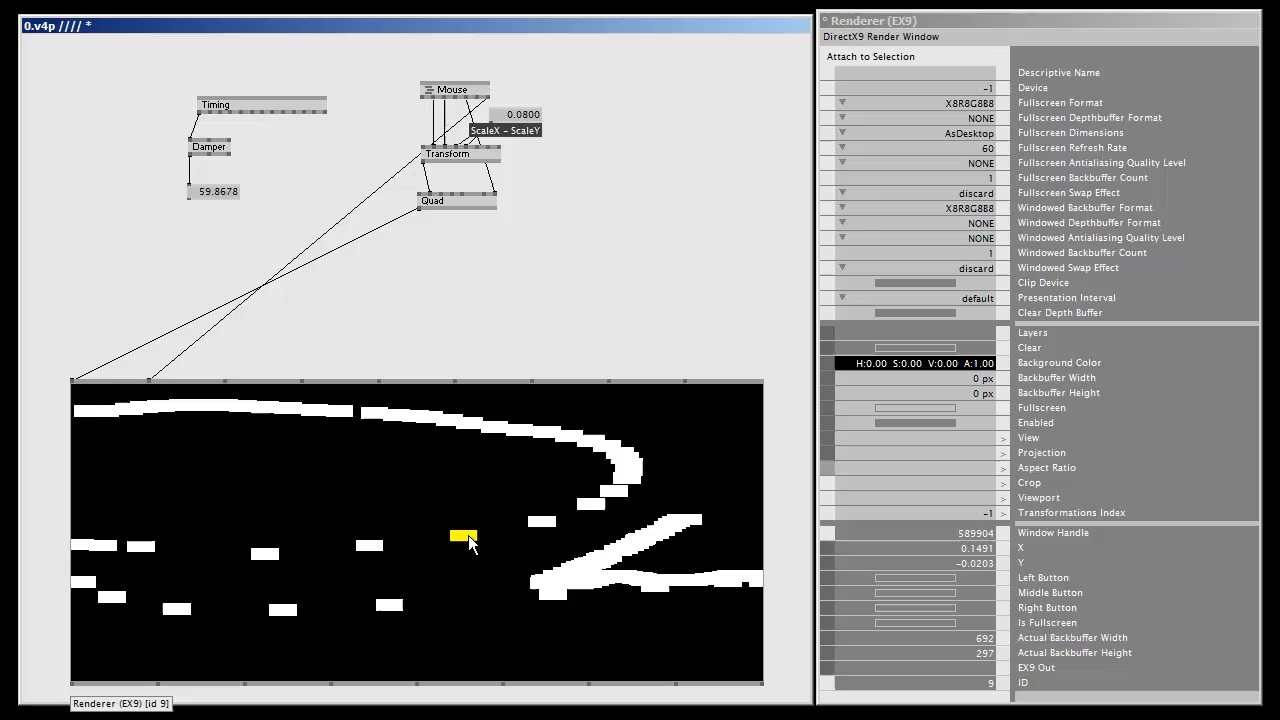 0.v4p //// *
Timing
Damper
59.8678
Mouse
0.0800
ScaleX - ScaleY
Transform
Quad
Renderer (EX9) [id 9]
Renderer (EX9)
DirectX9 Render Window
Attach to Selection
Descriptive Name
-1 Device
X8R8G8B8 Fullscreen Format
NONE Fullscreen Depthbuffer Format
AsDesktop Fullscreen Dimensions
60 Fullscreen Refresh Rate
NONE Fullscreen Antialiasing Quality Level
1 Fullscreen Backbuffer Count
discard Fullscreen Swap Effect
X8R8G8B8 Windowed Backbuffer Format
NONE Windowed Depthbuffer Format
NONE Windowed Antialiasing Quality Level
1 Windowed Backbuffer Count
discard Windowed Swap Effect
Clip Device
default Presentation Interval
Clear Depth Buffer
Layers
Clear
H:0.00 S:0.00 V:0.00 A:1.00 Background Color
0 px Backbuffer Width
0 px Backbuffer Height
Fullscreen
Enabled
> View
> Projection
> Aspect Ratio
> Crop
> Viewport
-1 Transformations Index
589904 Window Handle
0.1491 X
-0.0203 Y
Left Button
Middle Button
Right Button
Is Fullscreen
692 Actual Backbuffer Width
297 Actual Backbuffer Height
EX9 Out
9 ID